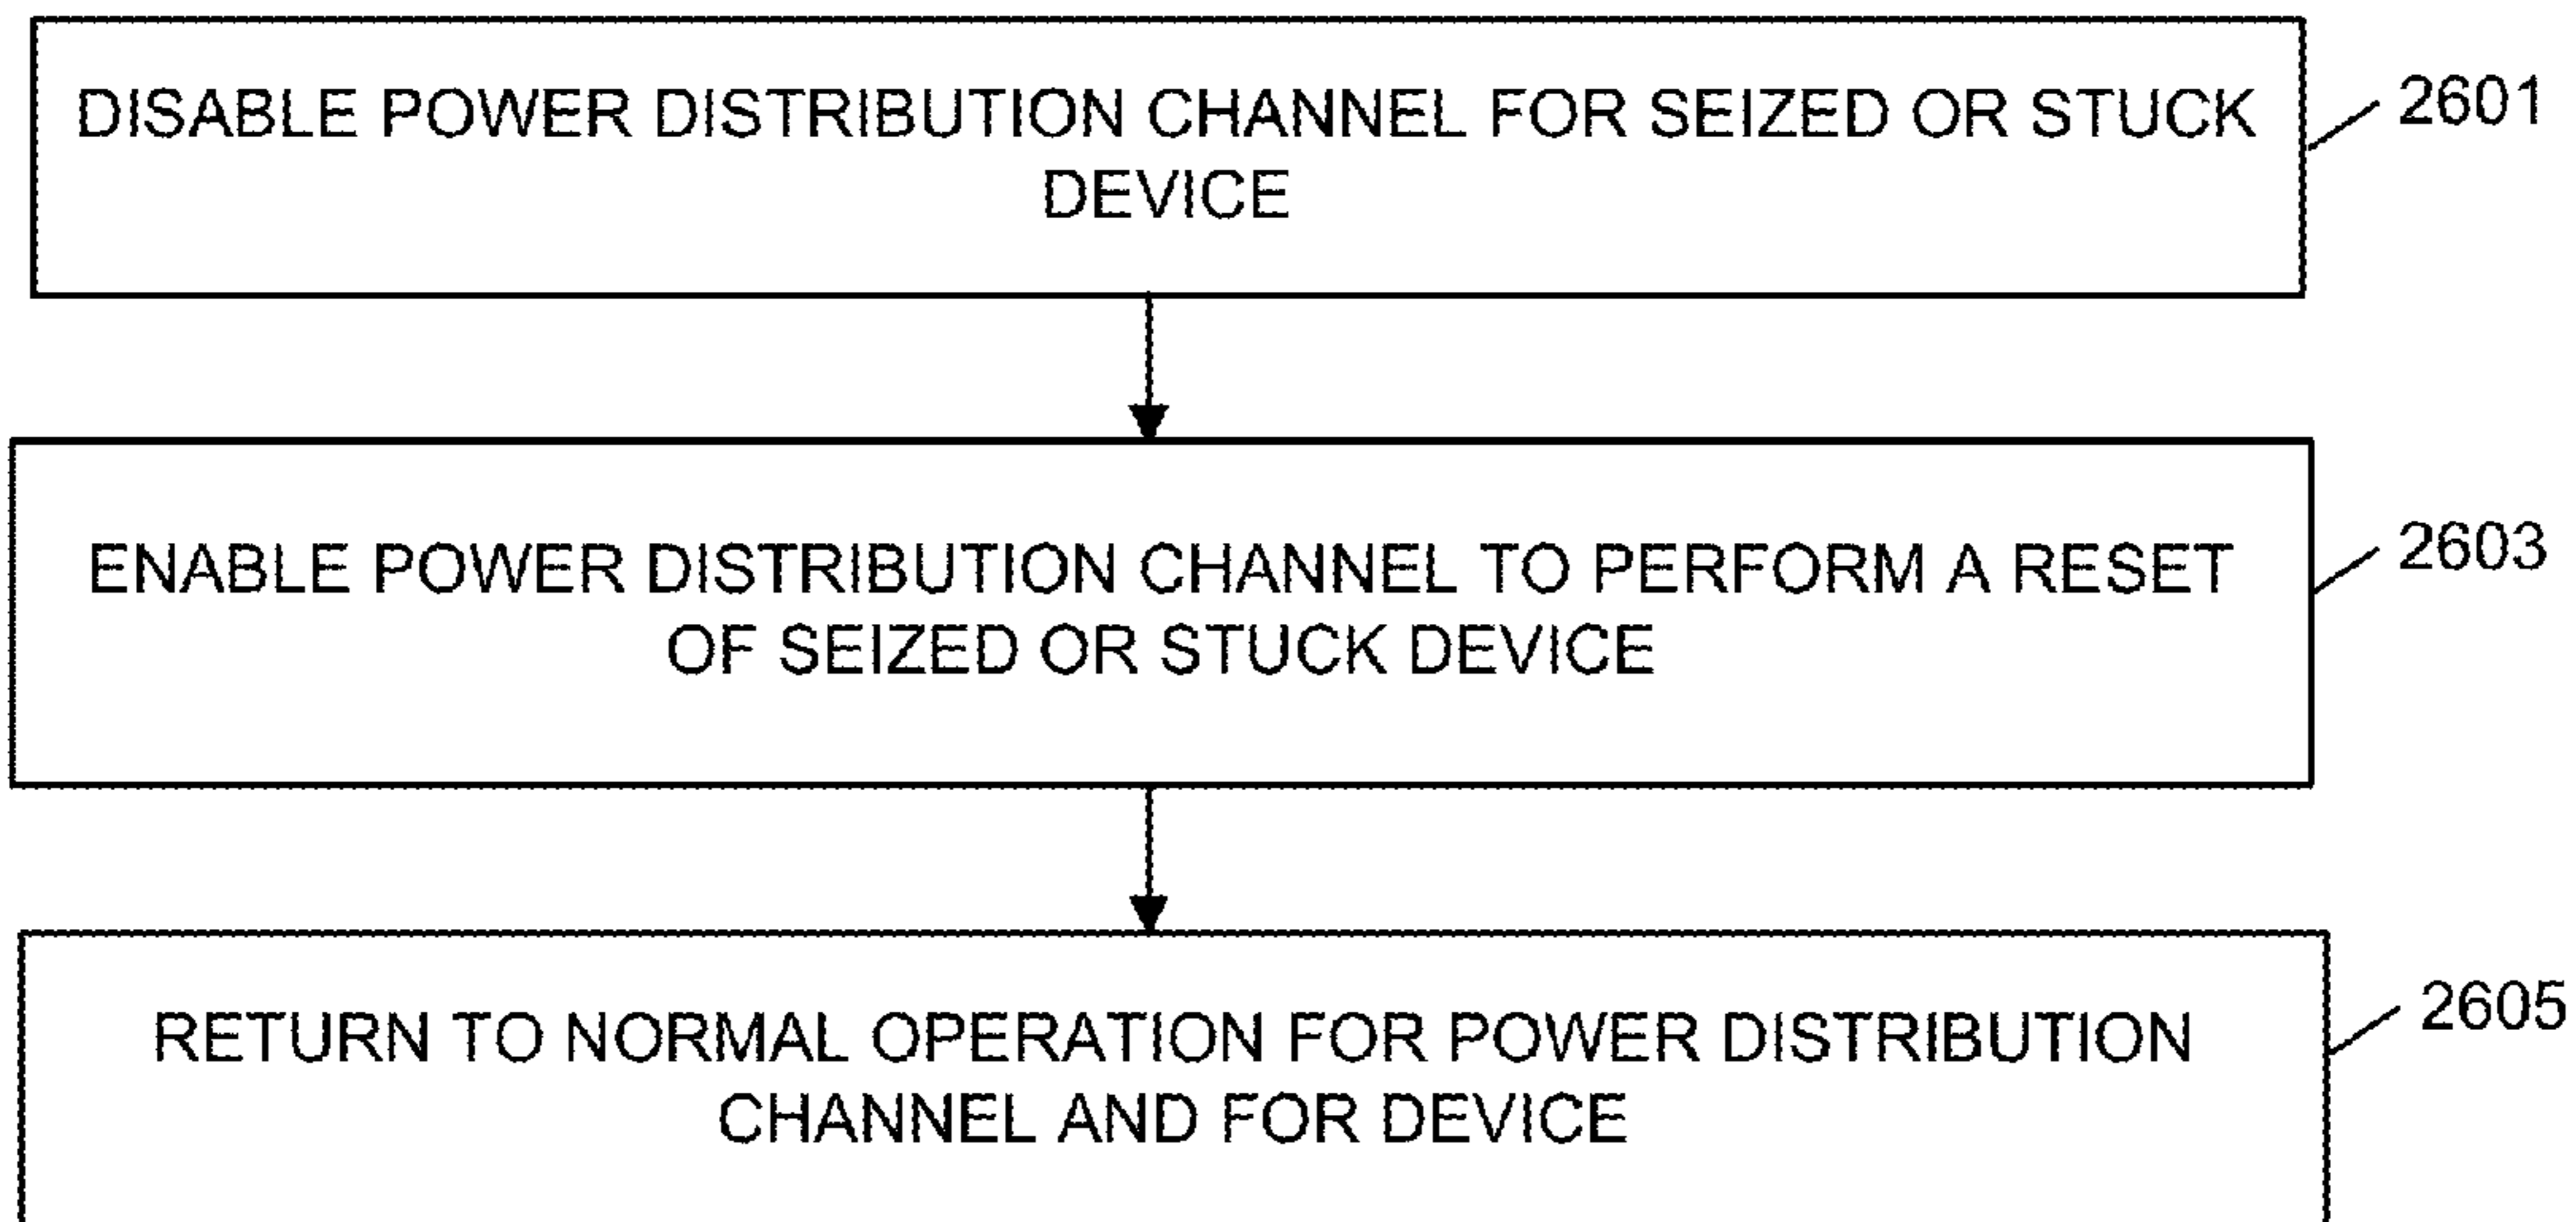 DISABLE POWER DISTRIBUTION CHANNEL FOR SEIZED OR STUCK
DEVICE
2601
ENABLE POWER DISTRIBUTION CHANNEL TO PERFORM A RESET
OF SEIZED OR STUCK DEVICE
2603
RETURN TO NORMAL OPERATION FOR POWER DISTRIBUTION
CHANNEL AND FOR DEVICE
2605